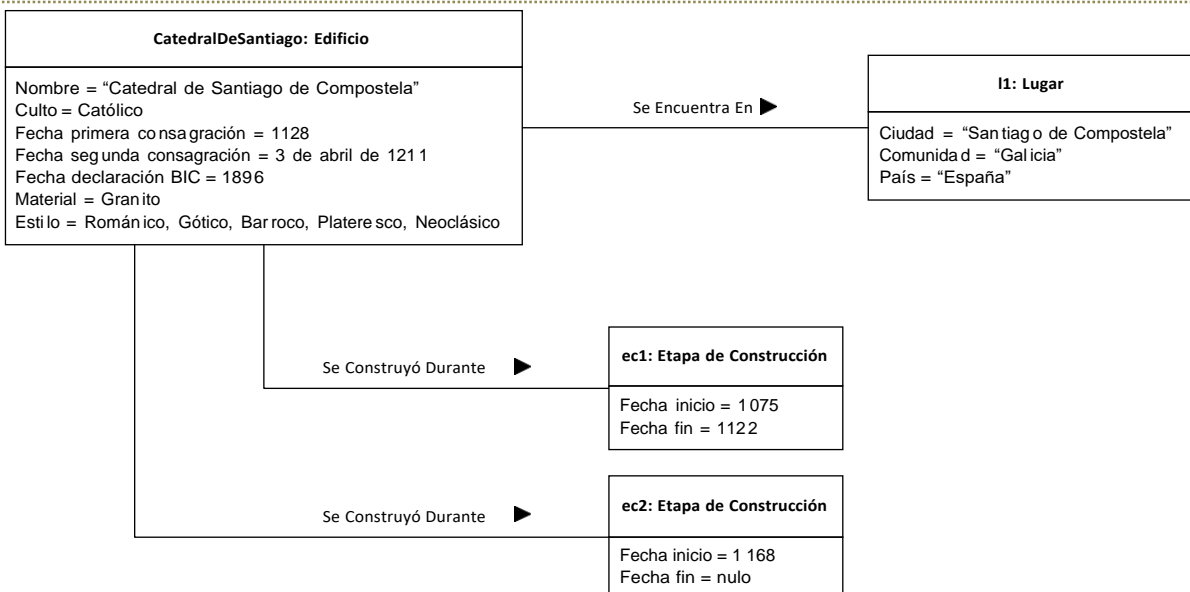 CatedralDeSantiago: Edificio
Nombre = “Catedral de Santiago de Compostela”
Culto = Católico
Fecha primera consagración = 1128
Fecha segunda consagración = 3 de abril de 1211
Fecha declaración BIC = 1896
Material = Granito
Estilo = Románico, Gótico, Barroco, Plateresco, Neoclásico
Se Encuentra En
l1: Lugar
Ciudad = “Santiago de Compostela”
Comunidad = “Galicia”
País = “España”
Se Construyó Durante
ec1: Etapa de Construcción
Fecha inicio = 1075
Fecha fin = 1122
Se Construyó Durante
ec2: Etapa de Construcción
Fecha inicio = 1168
Fecha fin = nulo